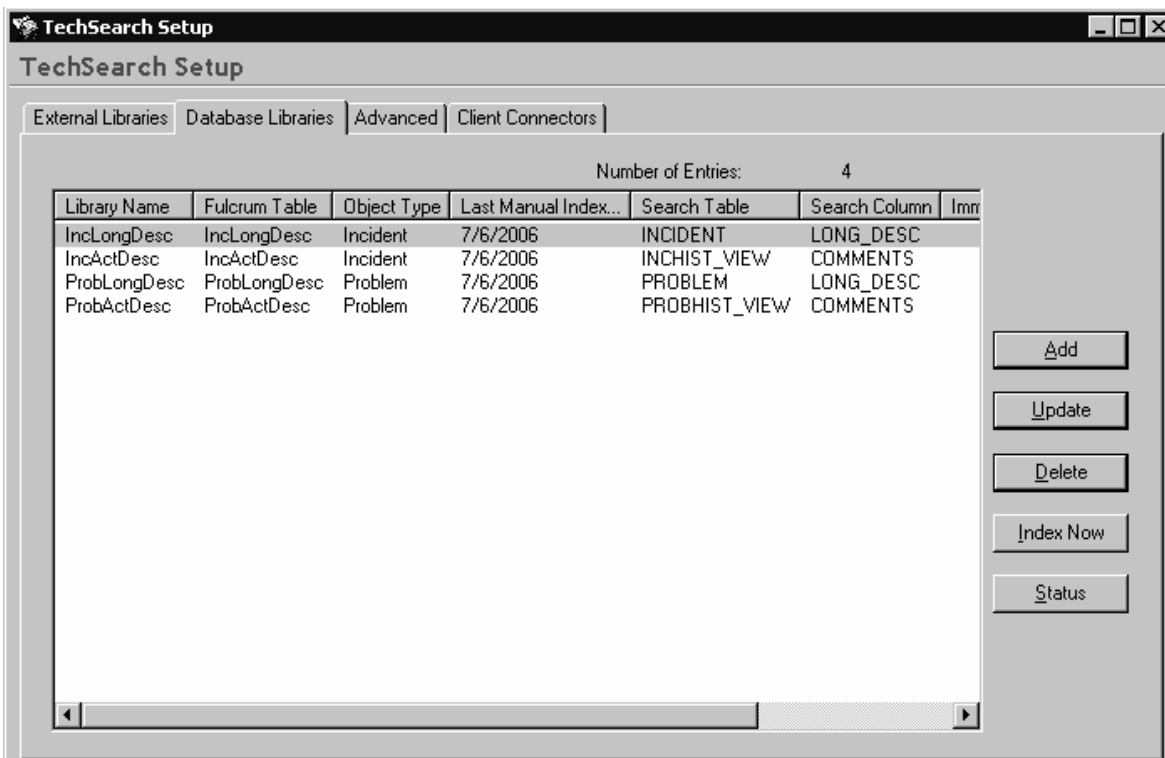 TechSearch Setup
TechSearch Setup
External Libraries Database Libraries Advanced Client Connectors
Number of Entries: 4
Library Name Fulcrum Table Object Type Last Manual Index... Search Table Search Column Imm
IncLongDesc IncLongDesc Incident 7/6/2006 INCIDENT LONG_DESC
IncActDesc IncActDesc Incident 7/6/2006 INCHIST_VIEW COMMENTS
ProbLongDesc ProbLongDesc Problem 7/6/2006 PROBLEM LONG_DESC
ProbActDesc ProbActDesc Problem 7/6/2006 PROBHIST_VIEW COMMENTS
Add
Update
Delete
Index Now
Status